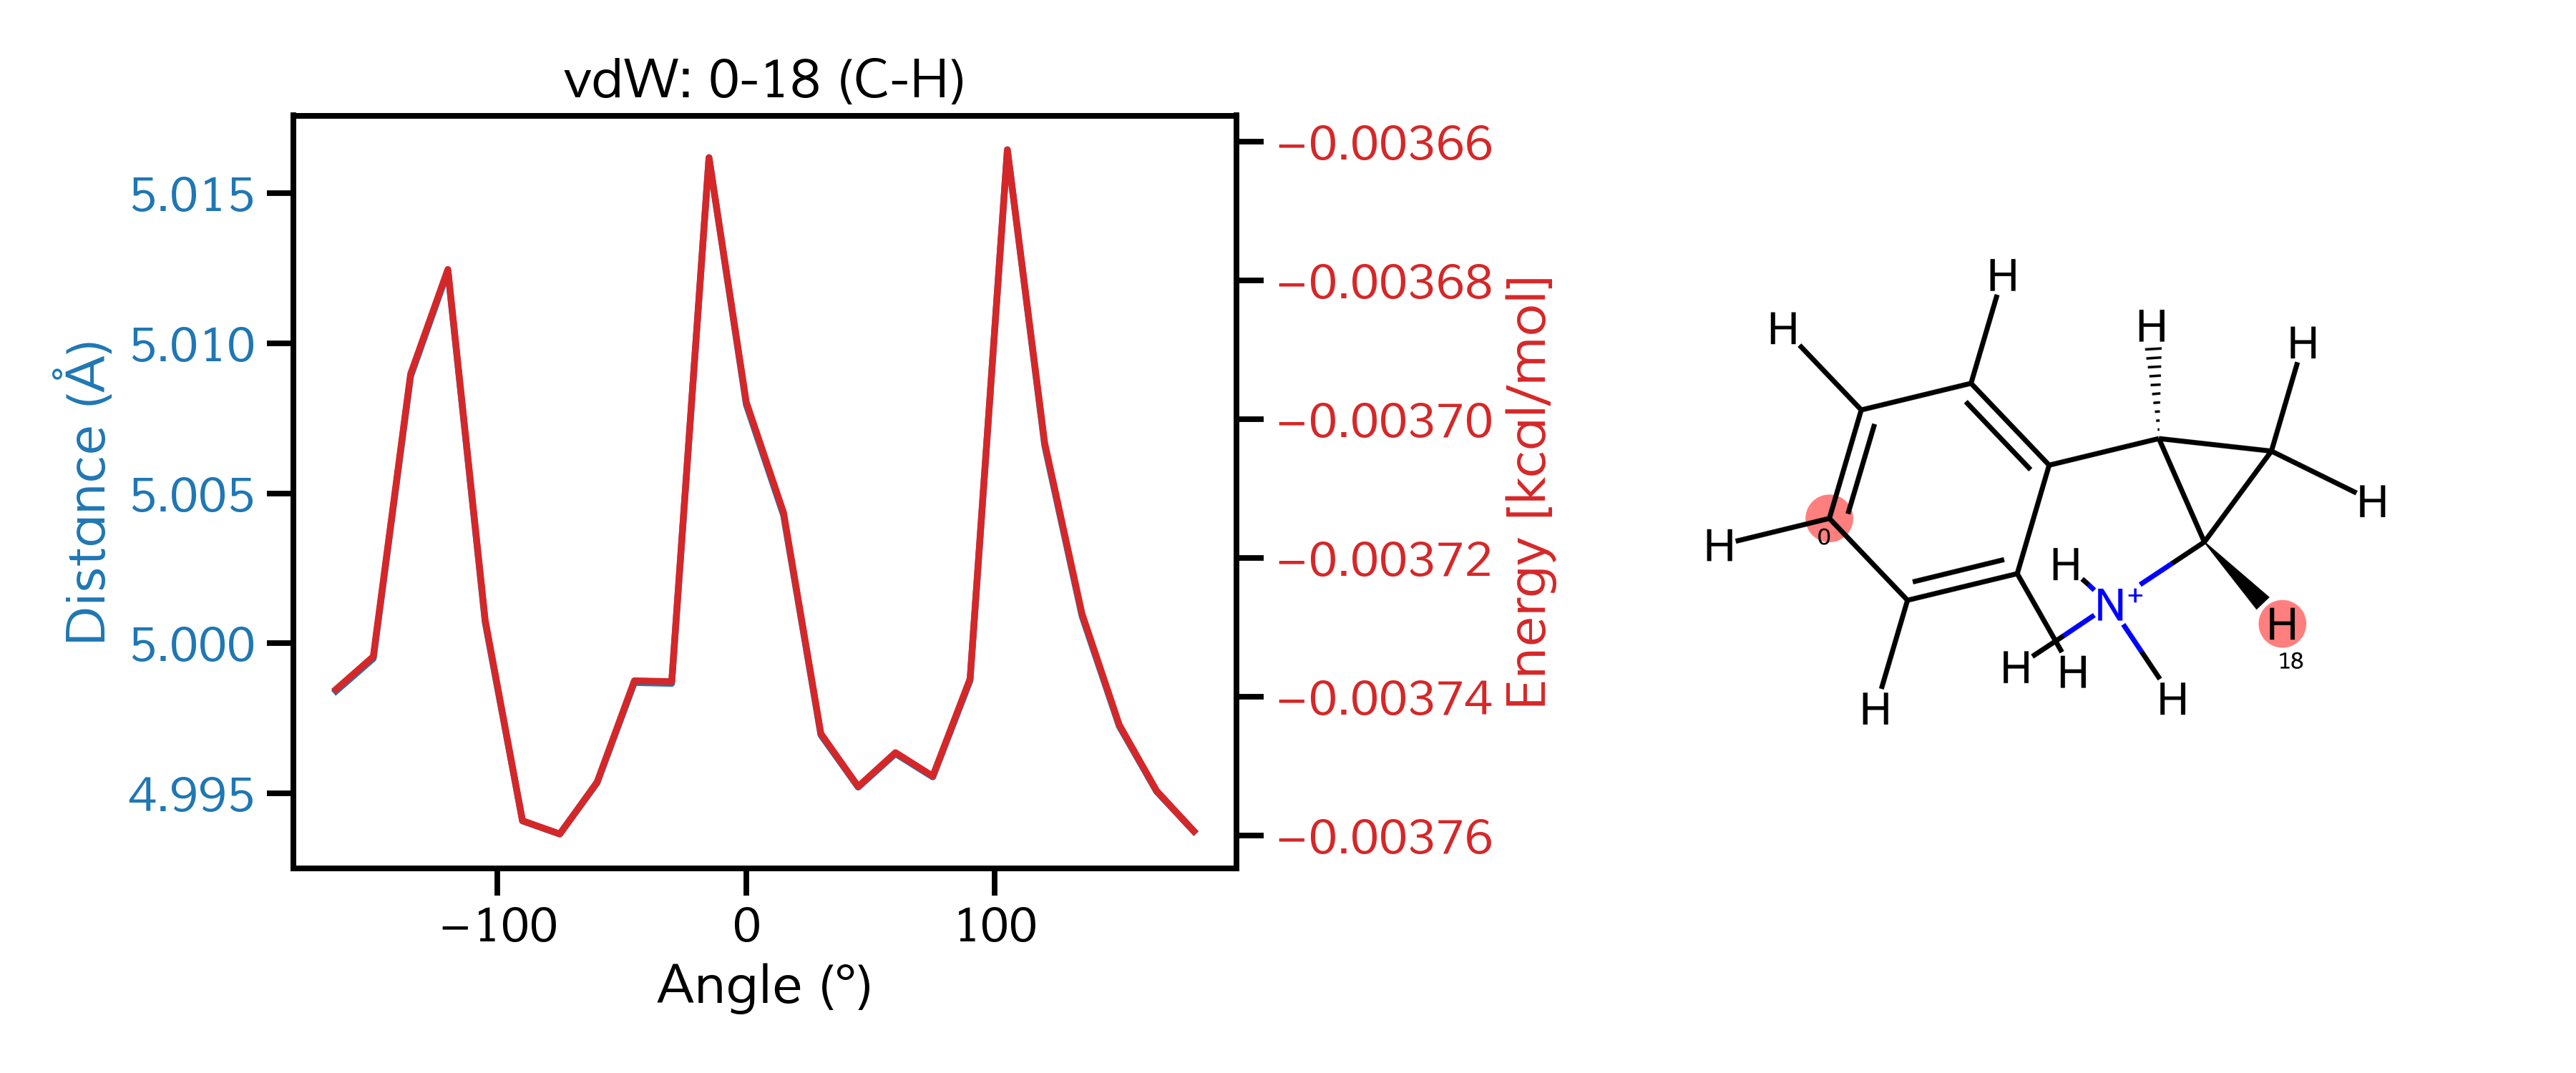 vdW: 0-18 (C-H)
5.015
5.010
5.005
5.000
4.995
Distance (Å)
−0.00366
−0.00368
−0.00370
−0.00372
−0.00374
−0.00376
Energy [kcal/mol]
−100
0
100
Angle (°)
H
H
H
H
H
H
0
H
H
N+
H
18
H
H
H
H